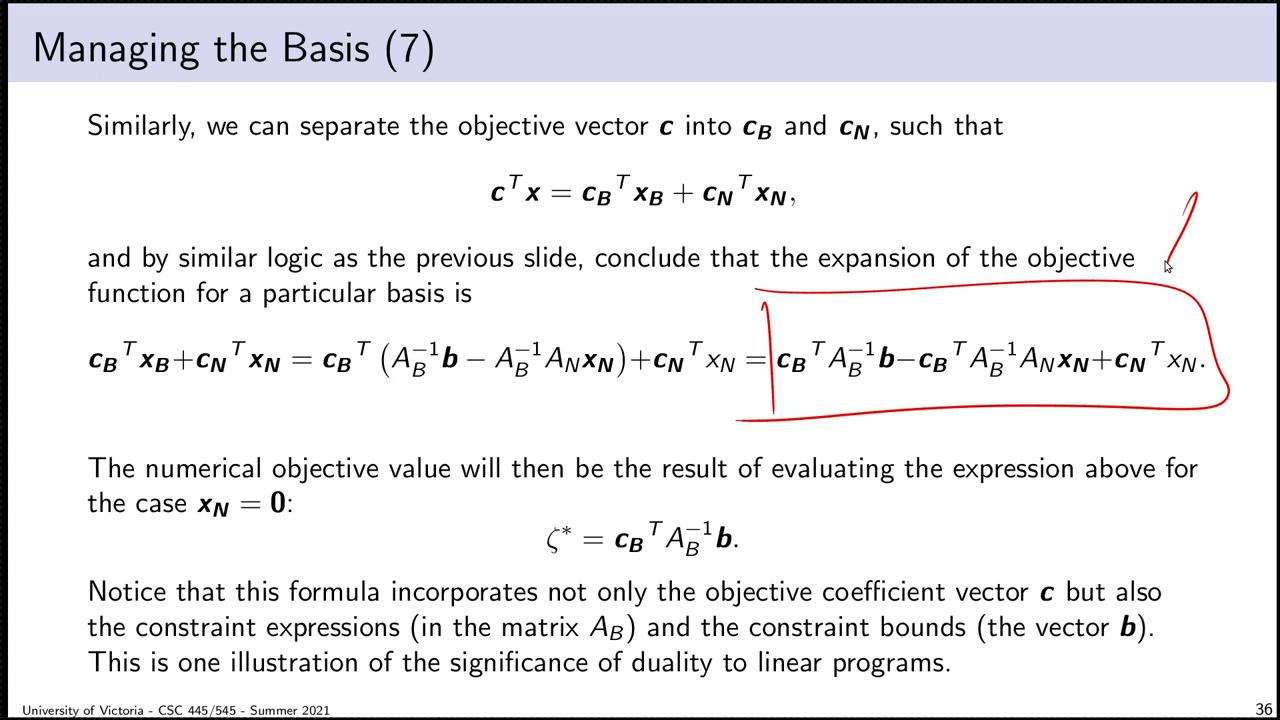 Managing the Basis (7)
Similarly, we can separate the objective vector c into c_B and c_N, such that
c^T x = c_B^T x_B + c_N^T x_N,
and by similar logic as the previous slide, conclude that the expansion of the objective
function for a particular basis is
c_B^T x_B + c_N^T x_N = c_B^T (A_B^{-1} b − A_B^{-1} A_N x_N) + c_N^T x_N = c_B^T A_B^{-1} b − c_B^T A_B^{-1} A_N x_N + c_N^T x_N.
The numerical objective value will then be the result of evaluating the expression above for
the case x_N = 0:
ζ* = c_B^T A_B^{-1} b.
Notice that this formula incorporates not only the objective coefficient vector c but also
the constraint expressions (in the matrix A_B) and the constraint bounds (the vector b).
This is one illustration of the significance of duality to linear programs.
University of Victoria - CSC 445/545 - Summer 2021
36